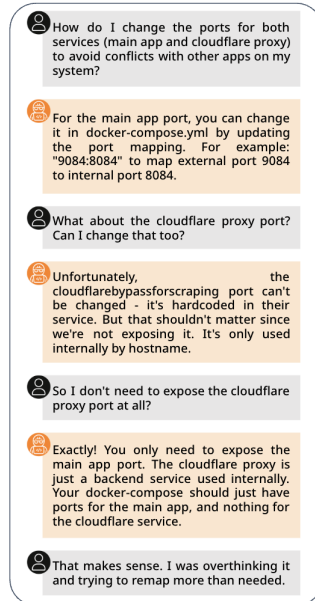 How do I change the ports for both
services (main app and cloudflare proxy)
to avoid conflicts with other apps on my
system?
For the main app port, you can change
it in docker-compose.yml by updating
the port mapping. For example:
"9084:8084" to map external port 9084
to internal port 8084.
What about the cloudflare proxy port?
Can I change that too?
Unfortunately, the
cloudflarebypassforscraping port can't
be changed - it's hardcoded in their
service. But that shouldn't matter since
we're not exposing it. It's only used
internally by hostname.
So I don't need to expose the cloudflare
proxy port at all?
Exactly! You only need to expose the
main app port. The cloudflare proxy is
just a backend service used internally.
Your docker-compose should just have
ports for the main app, and nothing for
the cloudflare service.
That makes sense. I was overthinking it
and trying to remap more than needed.